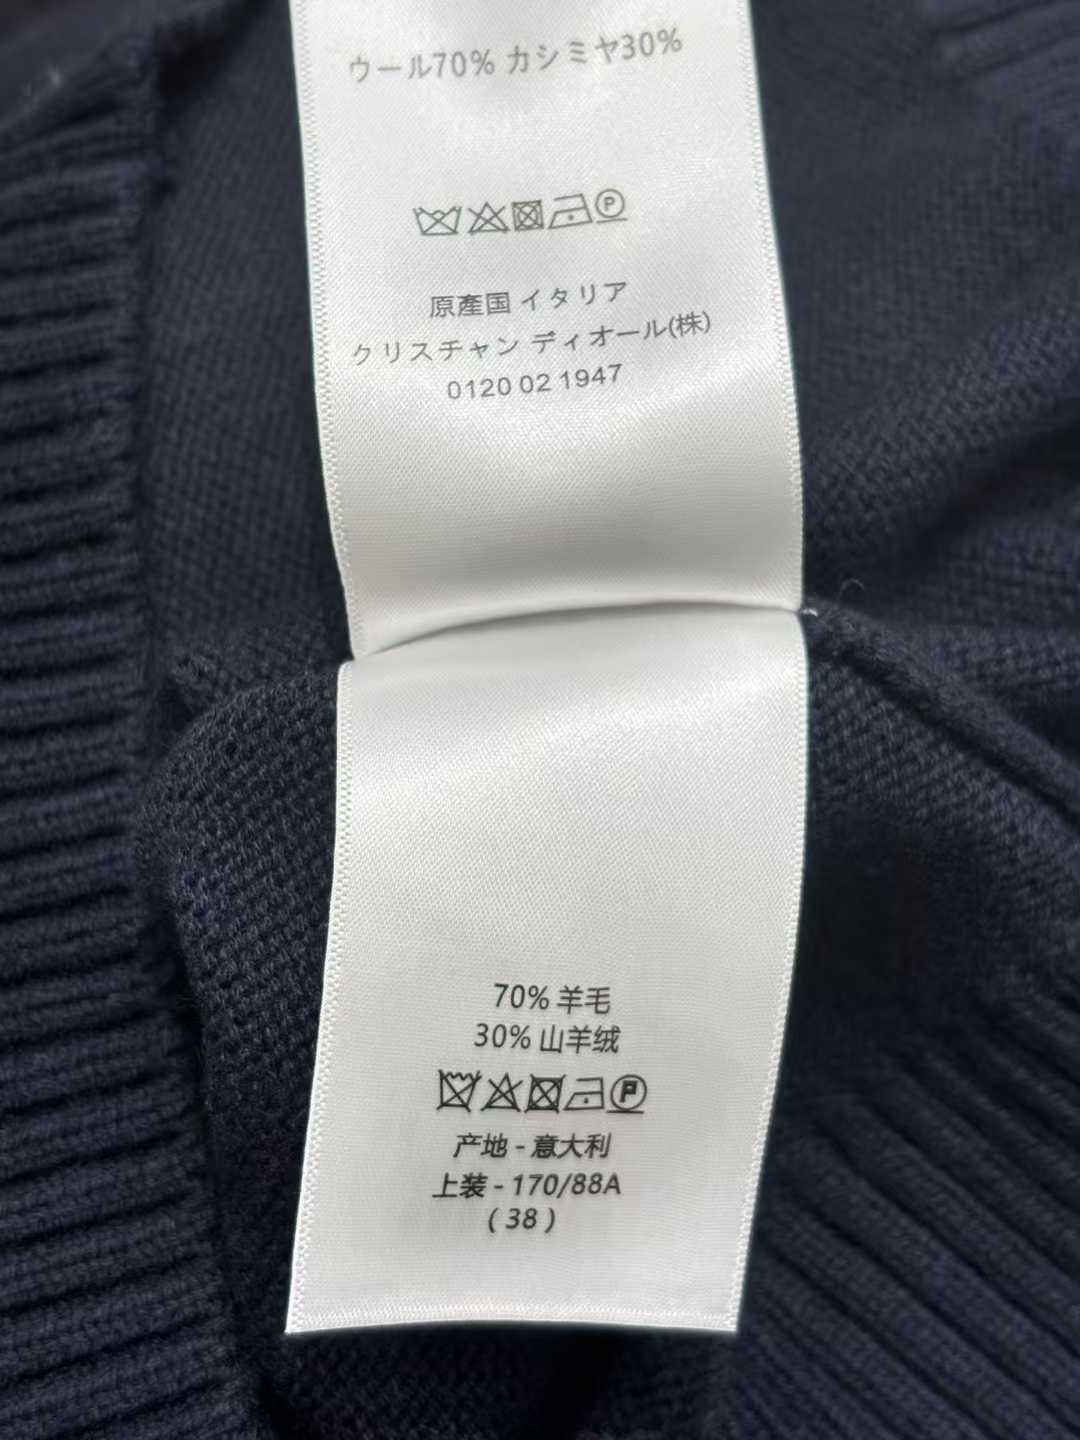 ウール70% カシミヤ30%
P
原産国 イタリア
クリスチャン ディオール(株)
0120 02 1947
70% 羊毛
30% 山羊绒
P
产地 - 意大利
上装 - 170/88A
( 38 )